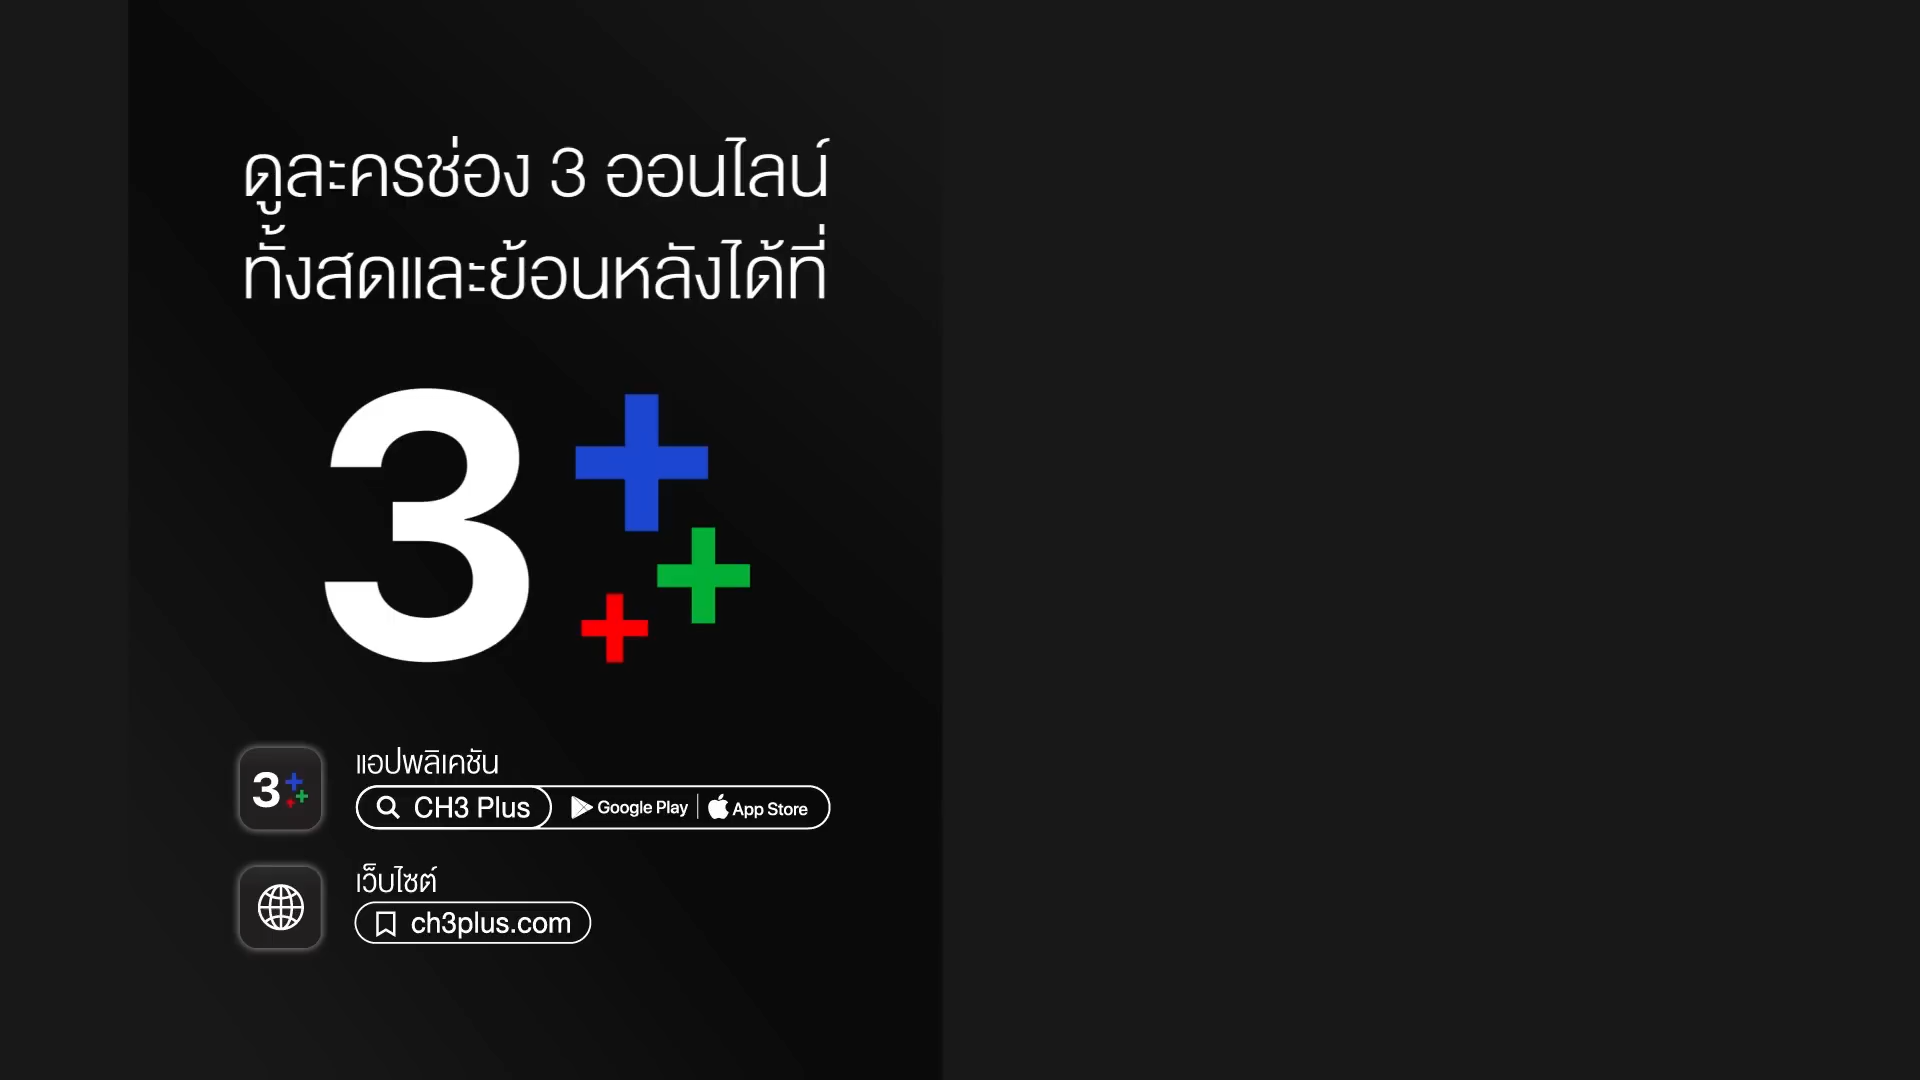 ดูละครช่อง 3 ออนไลน์
ทั้งสดและย้อนหลังได้ที่
3+++
3+++
แอปพลิเคชัน
CH3 Plus
Google Play | App Store
เว็บไซต์
ch3plus.com